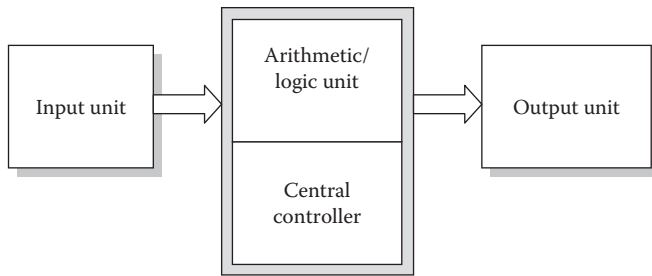 Input unit
Arithmetic/
logic unit
Central
controller
Output unit